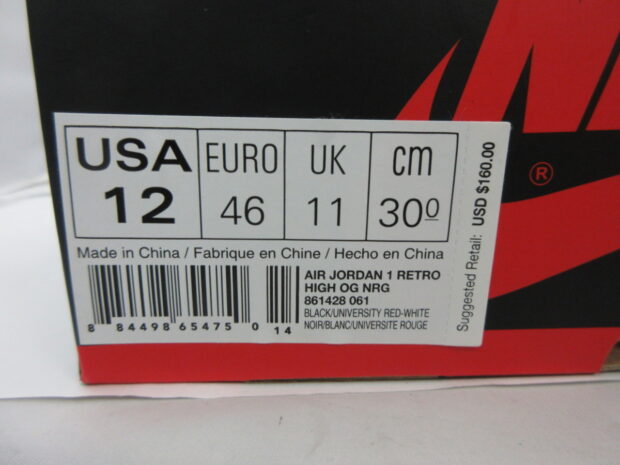 USA EURO UK cm
12 46 11 30 0
Made in China / Fabrique en Chine / Hecho en China
AIR JORDAN 1 RETRO
HIGH OG NRG
861428 061
BLACK/UNIVERSITY RED-WHITE
NOIR/BLANC/UNIVERSITE ROUGE
8 84498 65475 0 14
Suggested Retail: USD $160.00
®